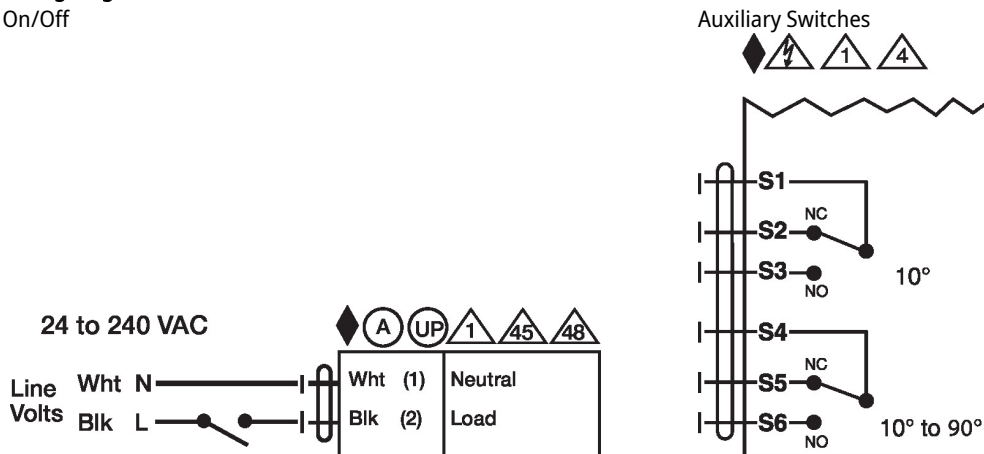 On/Off
Auxiliary Switches
1 4
S1
S2 NC
S3 NO
10°
S4
S5 NC
S6 NO
10° to 90°
24 to 240 VAC
A UP 1 45 48
Line Volts
Wht N
Blk L
Wht (1) Neutral
Blk (2) Load